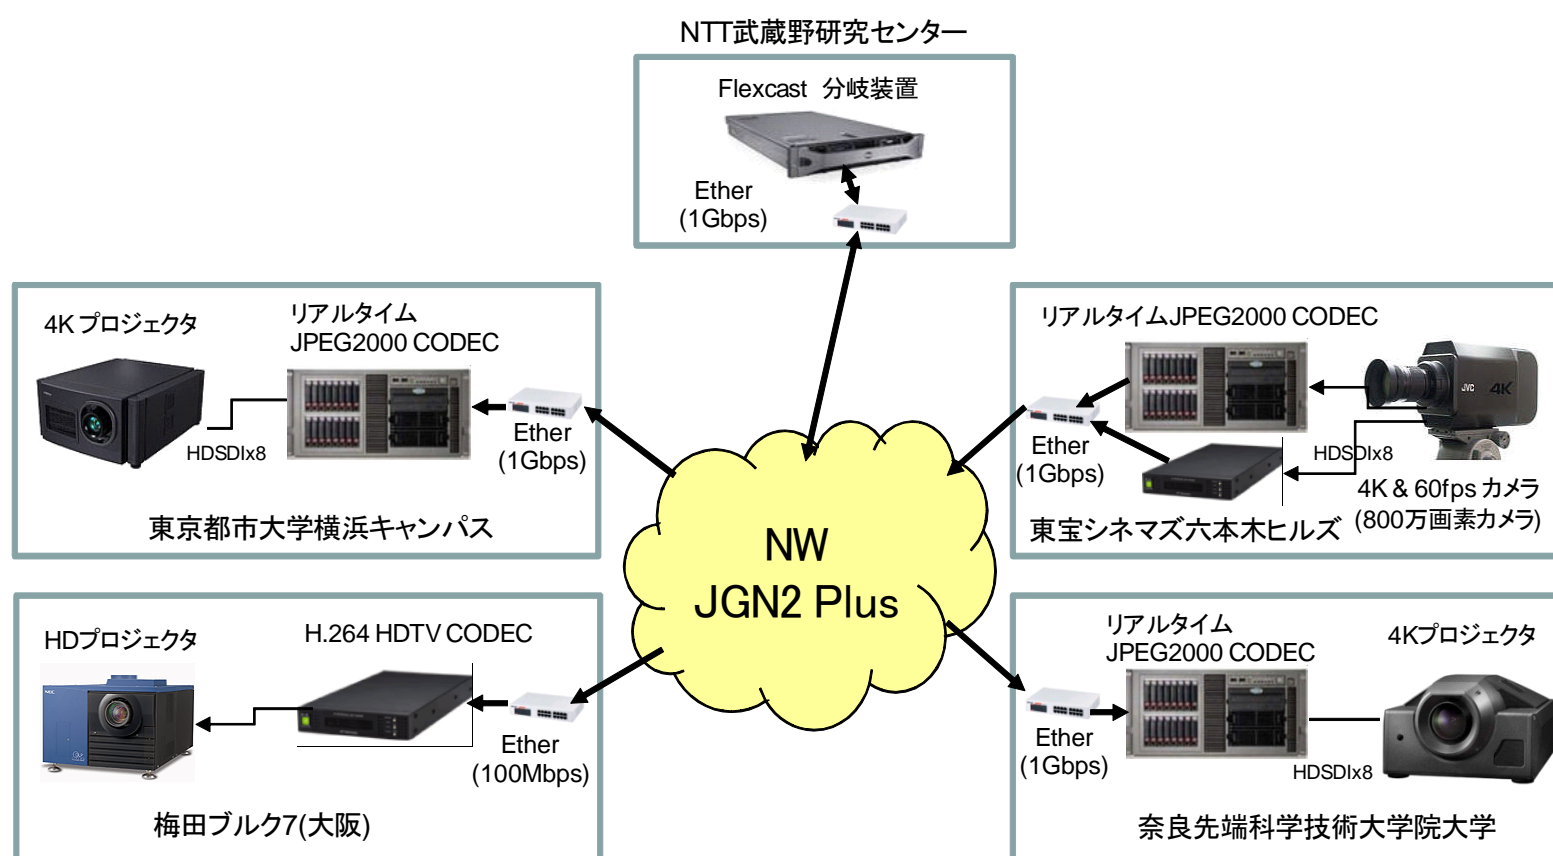 NTT武蔵野研究センター
Flexcast 分岐装置
Ether
(1Gbps)
4K プロジェクタ
リアルタイム
JPEG2000 CODEC
HDSDIx8
Ether
(1Gbps)
東京都市大学横浜キャンパス
リアルタイムJPEG2000 CODEC
JVC
4K
Ether
(1Gbps)
HDSDIx8
4K & 60fps カメラ
(800万画素カメラ)
東宝シネマズ六本木ヒルズ
NW
JGN2 Plus
HDプロジェクタ
H.264 HDTV CODEC
NEC
Ether
(100Mbps)
梅田ブルク7(大阪)
リアルタイム
JPEG2000 CODEC
4Kプロジェクタ
Ether
(1Gbps)
HDSDIx8
奈良先端科学技術大学院大学